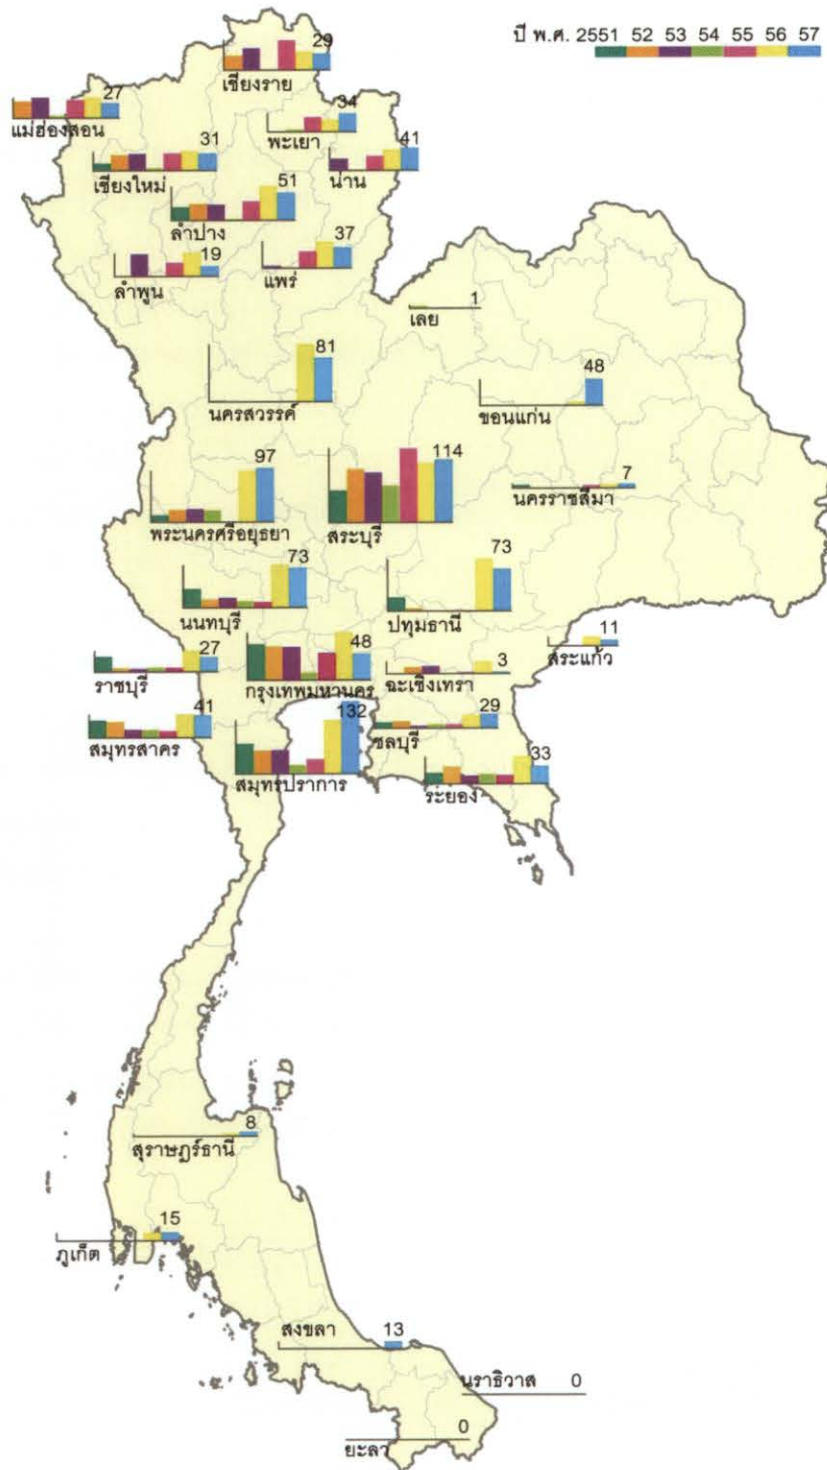 ปี พ.ศ. 2551 52 53 54 55 56 57
29
เชียงราย
27
แม่ฮ่องสอน
34
พะเยา
31
เชียงใหม่
41
น่าน
51
ลำปาง
19
ลำพูน
37
แพร่
1
เลย
81
นครสวรรค์
48
ขอนแก่น
97
พระนครศรีอยุธยา
114
สระบุรี
7
นครราชสีมา
73
นนทบุรี
73
ปทุมธานี
11
สระแก้ว
27
ราชบุรี
48
กรุงเทพมหานคร
3
ฉะเชิงเทรา
41
สมุทรสาคร
132
สมุทรปราการ
29
ชลบุรี
33
ระยอง
8
สุราษฎร์ธานี
15
ภูเก็ต
สงขลา 13
นราธิวาส 0
0
ยะลา